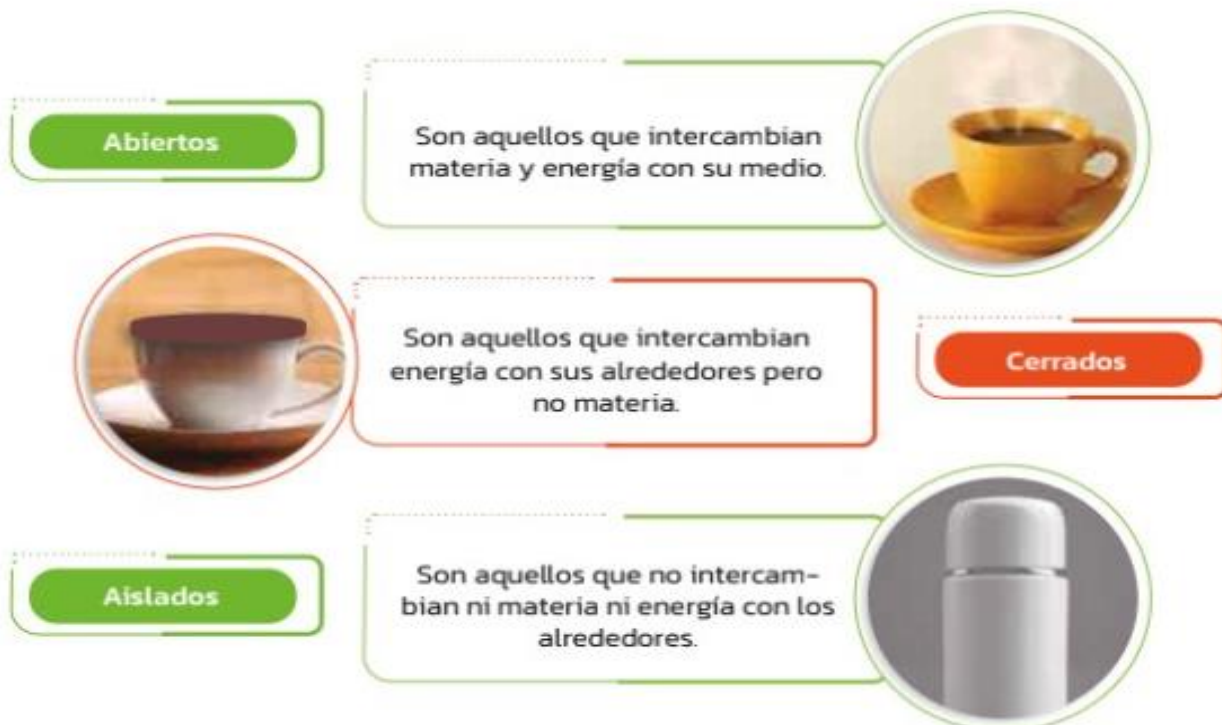 Abiertos
Son aquellos que intercambian
materia y energía con su medio.
Son aquellos que intercambian
energía con sus alrededores pero
no materia.
Cerrados
Aislados
Son aquellos que no intercam-
bian ni materia ni energía con los
alrededores.